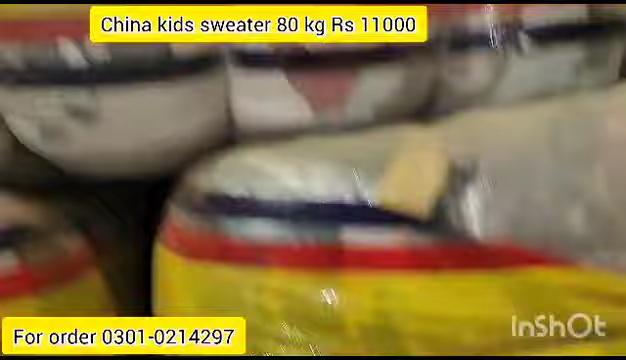 China kids sweater 80 kg Rs 11000
For order 0301-0214297
InShOt